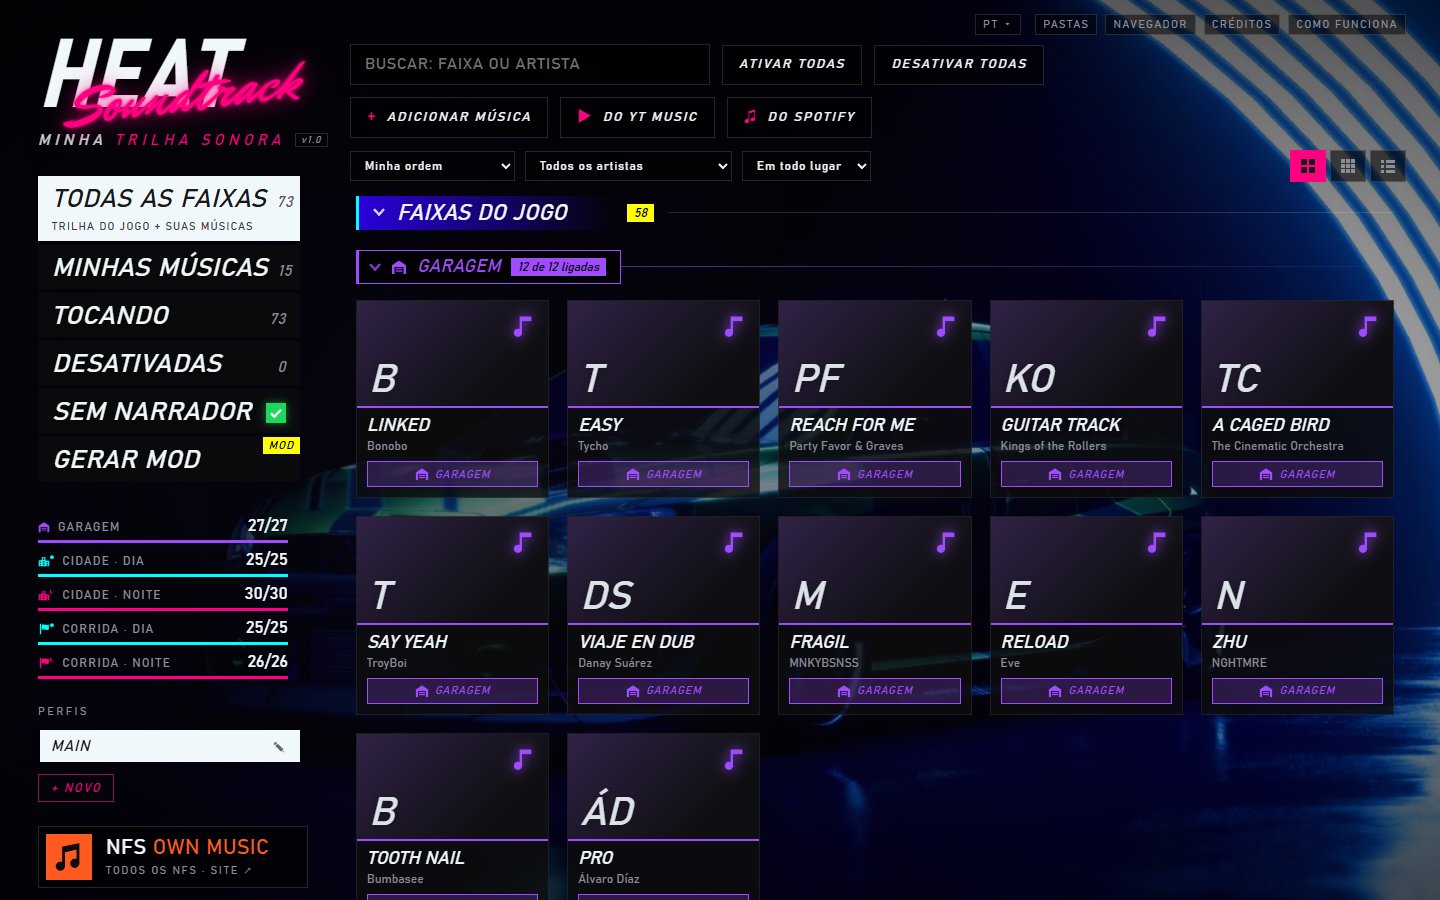 PT
PASTAS
NAVEGADOR
CRÉDITOS
COMO FUNCIONA
HEAT
Soundtrack
MINHA TRILHA SONORA v1.0
BUSCAR: FAIXA OU ARTISTA
ATIVAR TODAS
DESATIVAR TODAS
+ ADICIONAR MÚSICA
DO YT MUSIC
DO SPOTIFY
Minha ordem
Todos os artistas
Em todo lugar
TODAS AS FAIXAS 73
TRILHA DO JOGO + SUAS MÚSICAS
MINHAS MÚSICAS 15
TOCANDO 73
DESATIVADAS 0
SEM NARRADOR
MOD
GERAR MOD
GARAGEM 27/27
CIDADE · DIA 25/25
CIDADE · NOITE 30/30
CORRIDA · DIA 25/25
CORRIDA · NOITE 26/26
PERFIS
MAIN
+ NOVO
NFS OWN MUSIC
TODOS OS NFS · SITE ↗
FAIXAS DO JOGO 58
GARAGEM 12 de 12 ligadas
B
LINKED
Bonobo
GARAGEM
T
EASY
Tycho
GARAGEM
PF
REACH FOR ME
Party Favor & Graves
GARAGEM
KO
GUITAR TRACK
Kings of the Rollers
GARAGEM
TC
A CAGED BIRD
The Cinematic Orchestra
GARAGEM
T
SAY YEAH
TroyBoi
GARAGEM
DS
VIAJE EN DUB
Danay Suárez
GARAGEM
M
FRAGIL
MNKYBSNSS
GARAGEM
E
RELOAD
Eve
GARAGEM
N
ZHU
NGHTMRE
GARAGEM
B
TOOTH NAIL
Bumbasee
ÁD
PRO
Álvaro Díaz